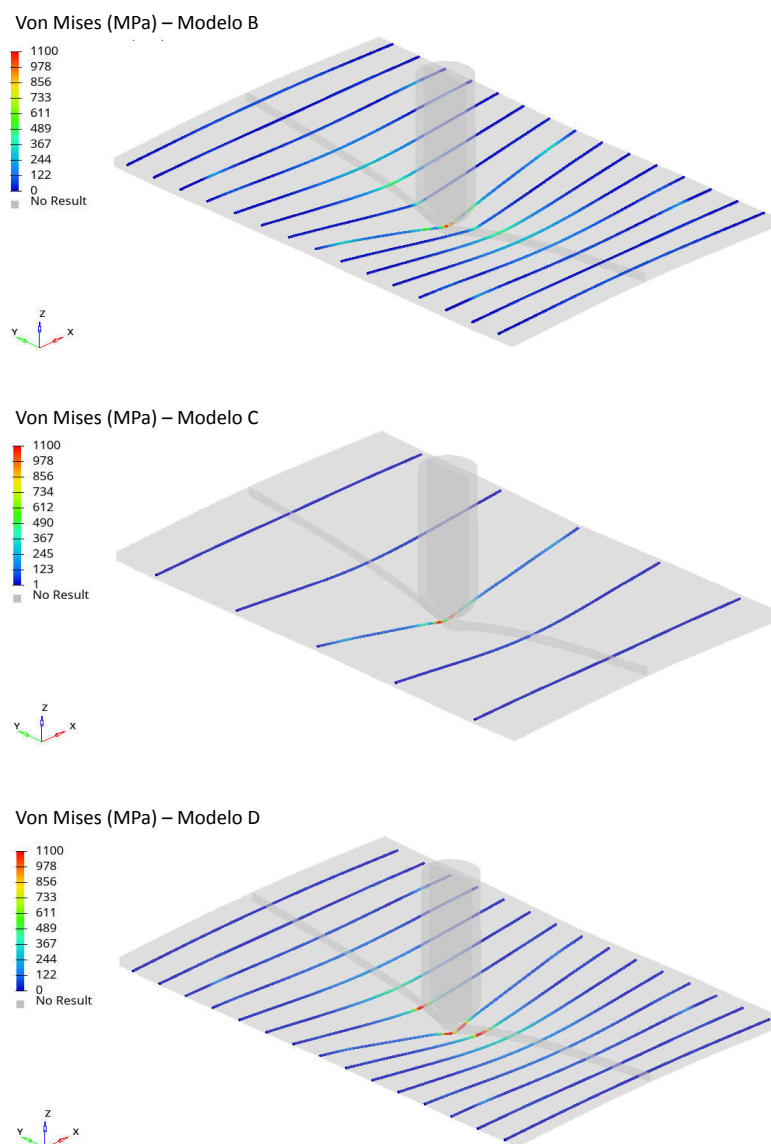 Von Mises (MPa) – Modelo B
1100
978
856
733
611
489
367
244
122
0
No Result
Z
Y X
Von Mises (MPa) – Modelo C
1100
978
856
734
612
490
367
245
123
1
No Result
Z
Y X
Von Mises (MPa) – Modelo D
1100
978
856
733
611
489
367
244
122
0
No Result
Z
Y X